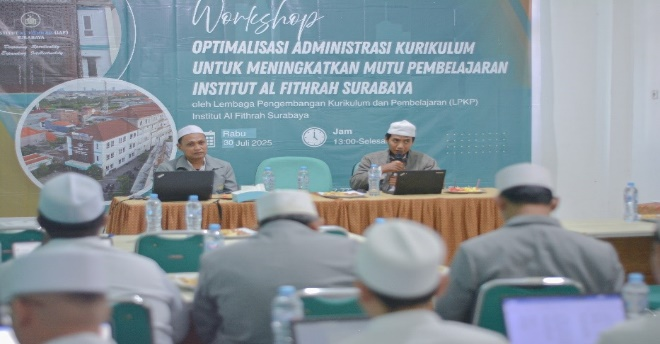 Workshop
OPTIMALISASI ADMINISTRASI KURIKULUM
UNTUK MENINGKATKAN MUTU PEMBELAJARAN
INSTITUT AL FITHRAH SURABAYA
oleh Lembaga Pengembangan Kurikulum dan Pembelajaran (LPKP)
Institut Al Fithrah Surabaya
Rabu
30 Juli 2025
Jam
13:00-Selesai